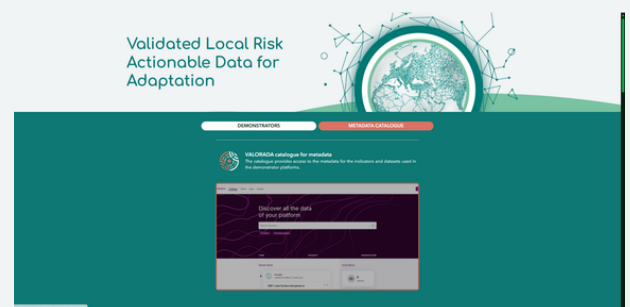 Validated Local Risk
Actionable Data for
Adaptation
DEMONSTRATORS
METADATA CATALOGUE
VALORADA catalogue for metadata
The catalogue provides access to the metadata for the indicators and datasets used in
the demonstrator platforms.
Discover all the data
of your platform